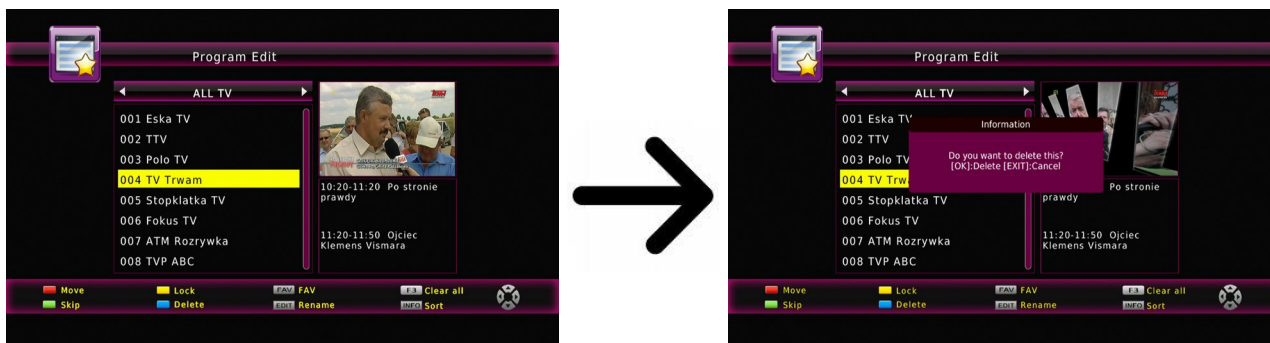 Program Edit
ALL TV
001 Eska TV
002 TTV
003 Polo TV
004 TV Trwam
005 Stopklatka TV
006 Fokus TV
007 ATM Rozrywka
008 TVP ABC
10:20-11:20 Po stronie
prawdy
11:20-11:50 Ojciec
Klemens Vismara
Move
Lock
FAV FAV
F3 Clear all
Skip
Delete
EDIT Rename
INFO Sort
Program Edit
ALL TV
001 Eska TV
002 TTV
003 Polo TV
004 TV Trw
005 Stopklatka TV
006 Fokus TV
007 ATM Rozrywka
008 TVP ABC
Information
Do you want to delete this?
[OK]:Delete [EXIT]:Cancel
Po stronie
prawdy
11:20-11:50 Ojciec
Klemens Vismara
Move
Lock
FAV FAV
F3 Clear all
Skip
Delete
EDIT Rename
INFO Sort